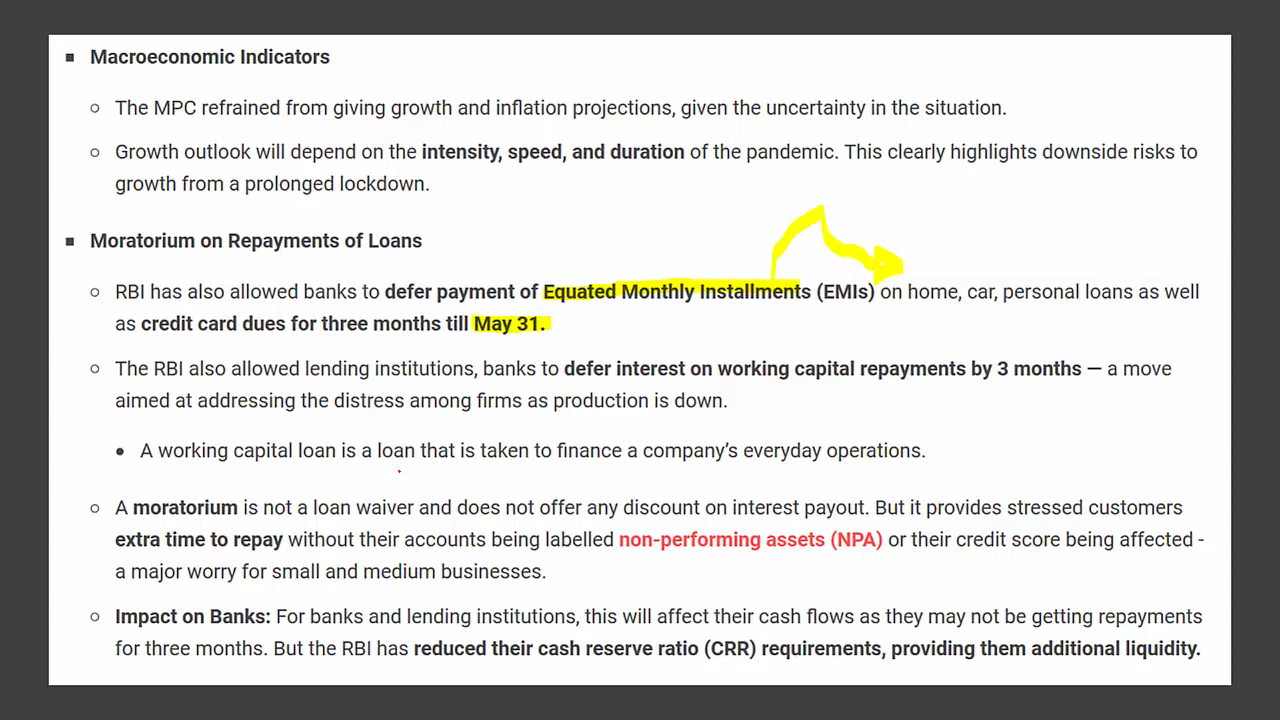 Macroeconomic Indicators
The MPC refrained from giving growth and inflation projections, given the uncertainty in the situation.
Growth outlook will depend on the intensity, speed, and duration of the pandemic. This clearly highlights downside risks to
growth from a prolonged lockdown.
Moratorium on Repayments of Loans
RBI has also allowed banks to defer payment of Equated Monthly Installments (EMIs) on home, car, personal loans as well
as credit card dues for three months till May 31.
The RBI also allowed lending institutions, banks to defer interest on working capital repayments by 3 months — a move
aimed at addressing the distress among firms as production is down.
A working capital loan is a loan that is taken to finance a company’s everyday operations.
A moratorium is not a loan waiver and does not offer any discount on interest payout. But it provides stressed customers
extra time to repay without their accounts being labelled non-performing assets (NPA) or their credit score being affected -
a major worry for small and medium businesses.
Impact on Banks: For banks and lending institutions, this will affect their cash flows as they may not be getting repayments
for three months. But the RBI has reduced their cash reserve ratio (CRR) requirements, providing them additional liquidity.